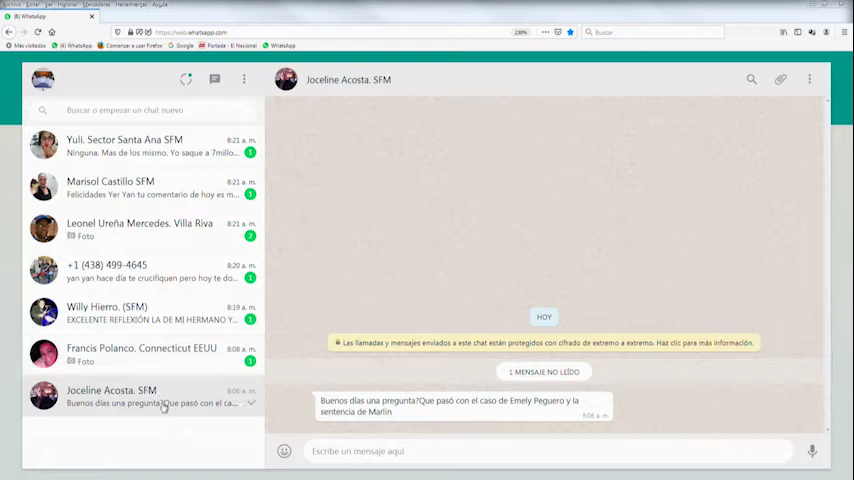 Archivo Editar Ver Historial Marcadores Herramientas Ayuda
(6) WhatsApp
https://web.whatsapp.com
130%
Buscar
Más visitados
(4) WhatsApp
Comenzar a usar Firefox
Google
Portada - El Nacional
WhatsApp
Joceline Acosta. SFM
Buscar o empezar un chat nuevo
Yuli. Sector Santa Ana SFM
8:21 a. m.
Ninguna. Mas de los mismo. Yo saque a 7millo...
1
Marisol Castillo SFM
8:21 a. m.
Felicidades Yer Yan tu comentario de hoy es m...
1
Leonel Ureña Mercedes. Villa Riva
8:21 a. m.
Foto
2
+1 (438) 499-4645
8:20 a. m.
yan yan hace día te crucifiquen pero hoy te do...
1
Willy Hierro. (SFM)
8:19 a. m.
EXCELENTE REFLEXIÓN LA DE MI HERMANO Y...
1
Francis Polanco. Connecticut EEUU
8:08 a. m.
Foto
1
Joceline Acosta. SFM
8:06 a. m.
Buenos días una pregunta?Que pasó con el ca...
HOY
Las llamadas y mensajes enviados a este chat están protegidos con cifrado de extremo a extremo. Haz clic para más información.
1 MENSAJE NO LEÍDO
Buenos días una pregunta?Que pasó con el caso de Emely Peguero y la
sentencia de Marlin
8:06 a. m.
Escribe un mensaje aquí